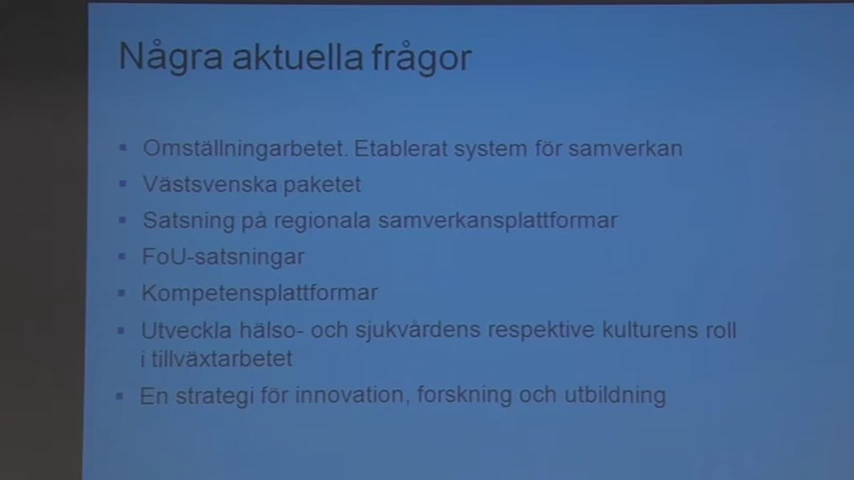 Några aktuella frågor
▪ Omställningarbetet. Etablerat system för samverkan
▪ Västsvenska paketet
▪ Satsning på regionala samverkansplattformar
▪ FoU-satsningar
▪ Kompetensplattformar
▪ Utveckla hälso- och sjukvårdens respektive kulturens roll
i tillväxtarbetet
▪ En strategi för innovation, forskning och utbildning